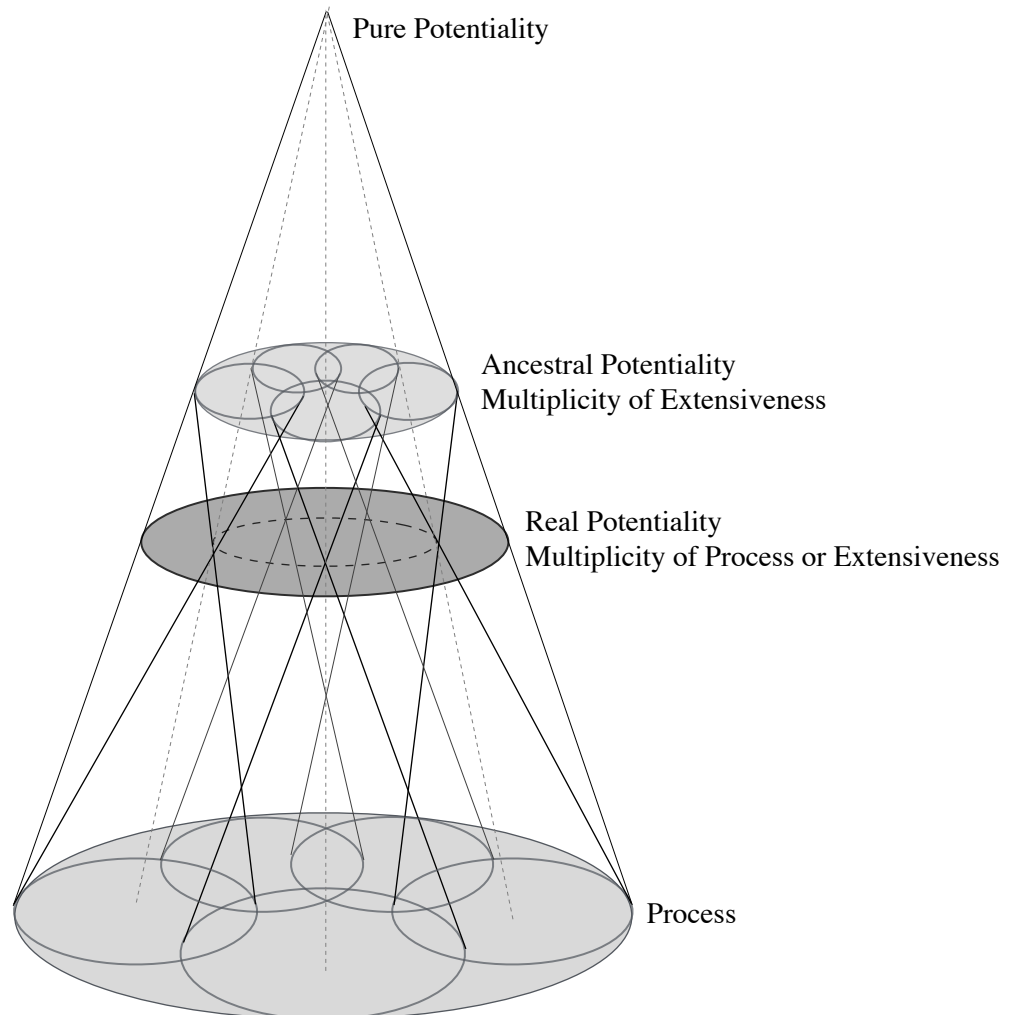 Pure Potentiality
Ancestral Potentiality
Multiplicity of Extensiveness
Real Potentiality
Multiplicity of Process or Extensiveness
Process